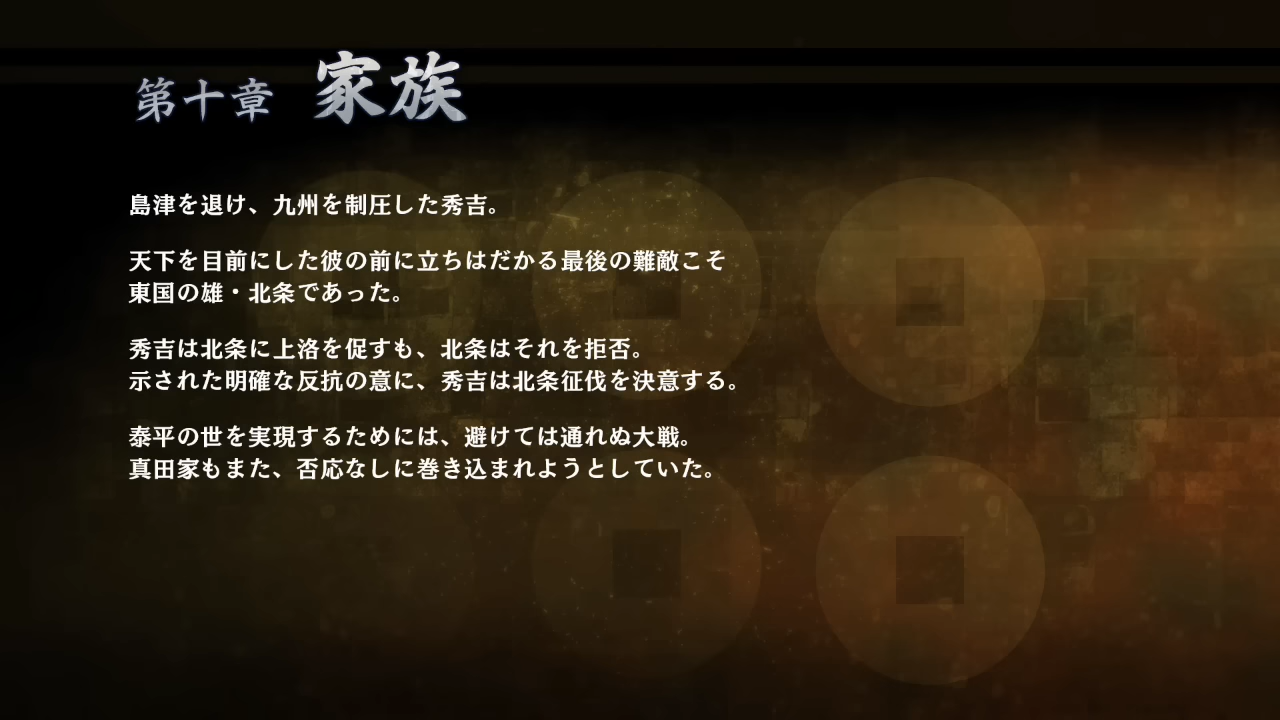 第十章 家族
島津を退け、九州を制圧した秀吉。
天下を目前にした彼の前に立ちはだかる最後の難敵こそ
東国の雄・北条であった。
秀吉は北条に上洛を促すも、北条はそれを拒否。
示された明確な反抗の意に、秀吉は北条征伐を決意する。
泰平の世を実現するためには、避けては通れぬ大戦。
真田家もまた、否応なしに巻き込まれようとしていた。